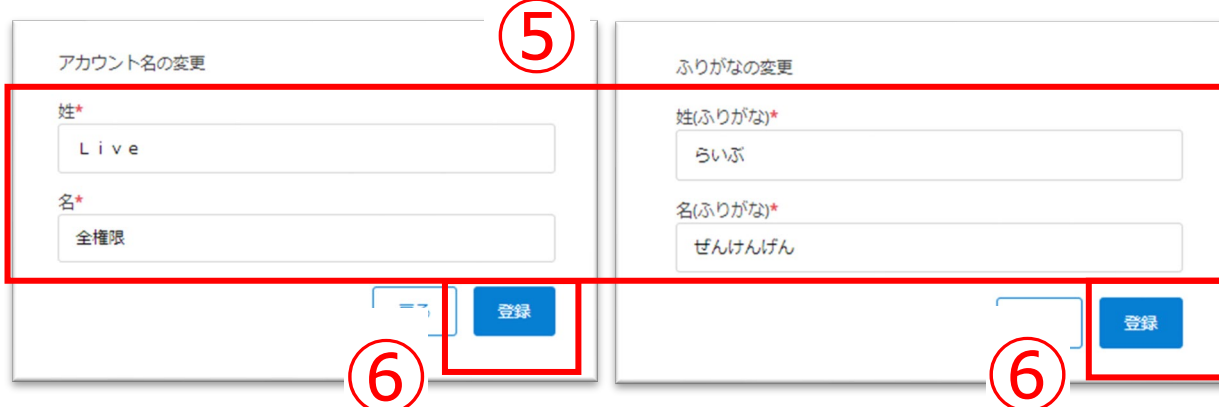 ⑤
アカウント名の変更
姓*
Ｌｉｖｅ
名*
全権限
登録
⑥
ふりがなの変更
姓(ふりがな)*
らいぶ
名(ふりがな)*
ぜんけんげん
登録
⑥